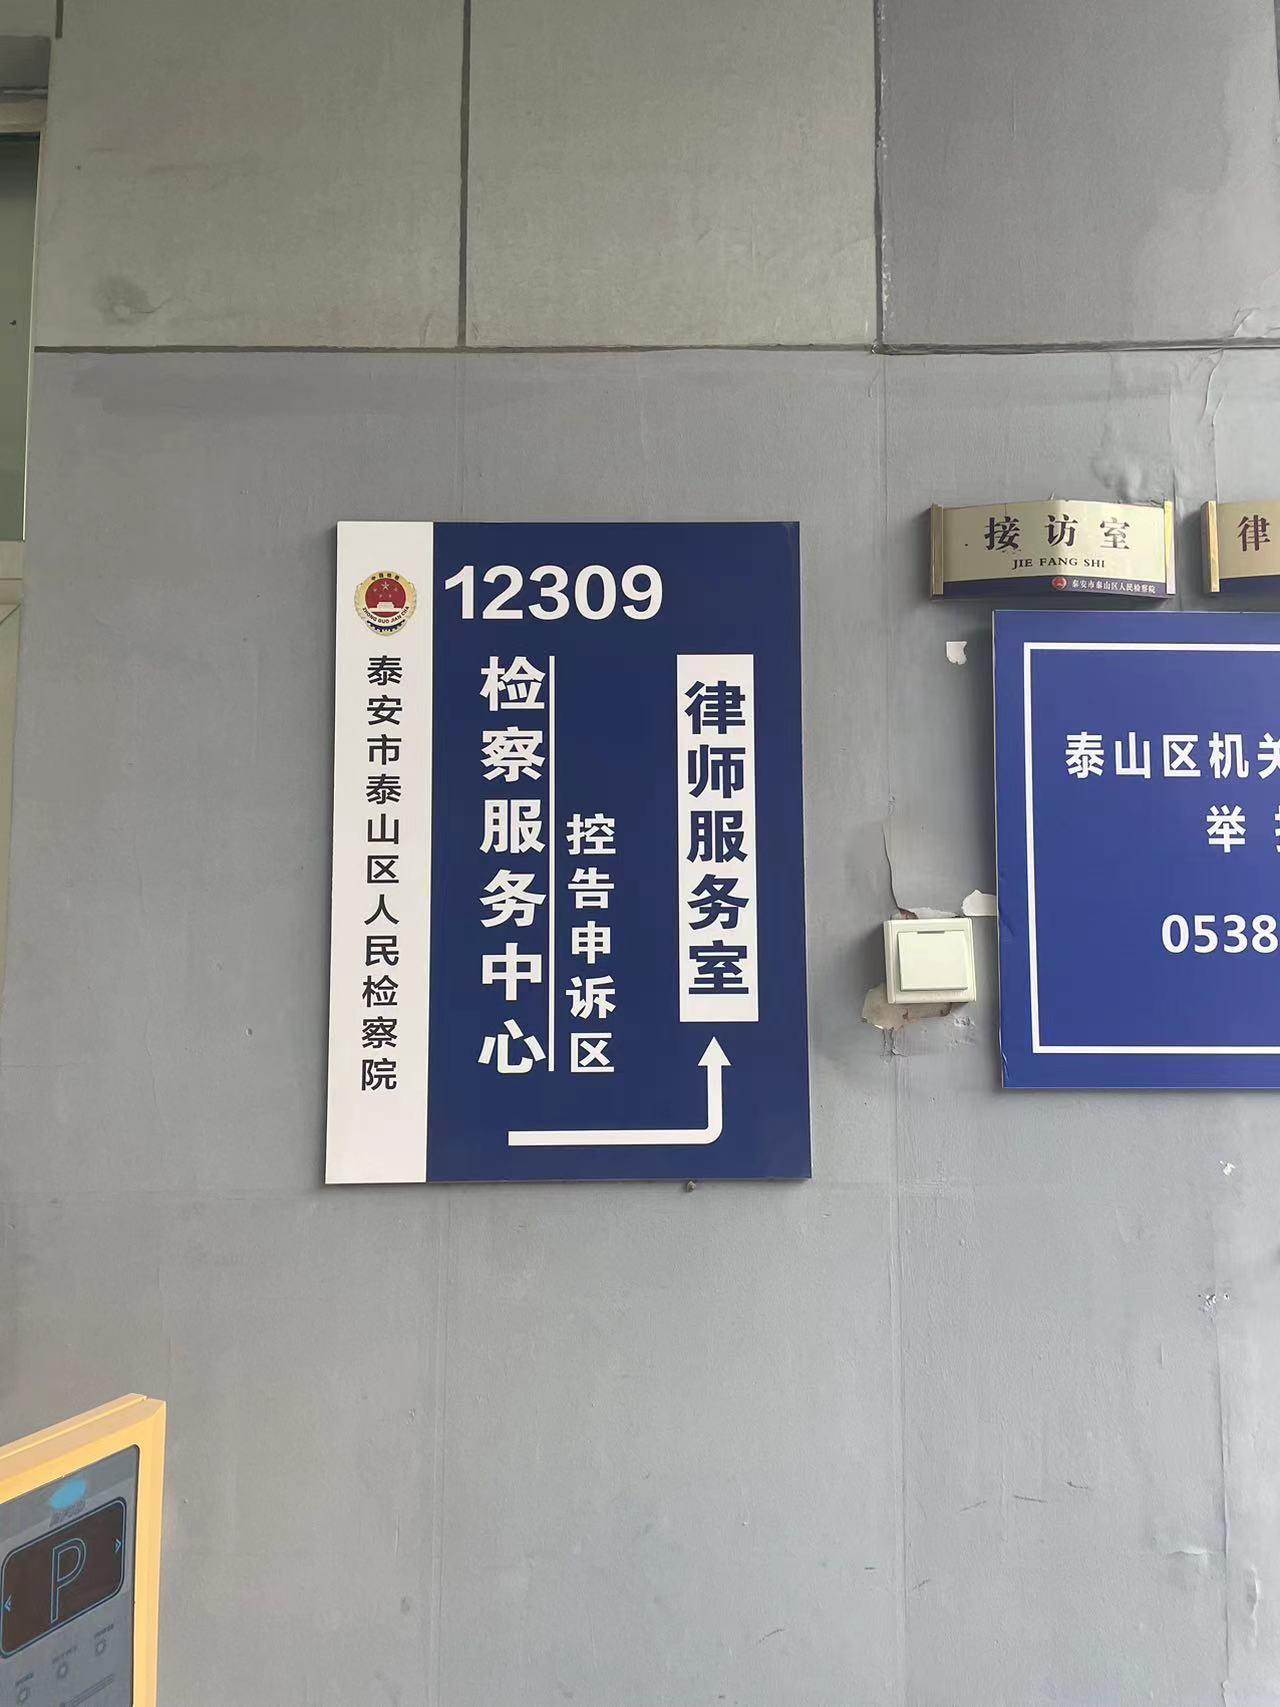 12309
泰安市泰山区人民检察院
检察服务中心
控告申诉区
律师服务室
接访室
JIE FANG SHI
泰安市泰山区人民检察院
律
泰山区机关
举
0538
P